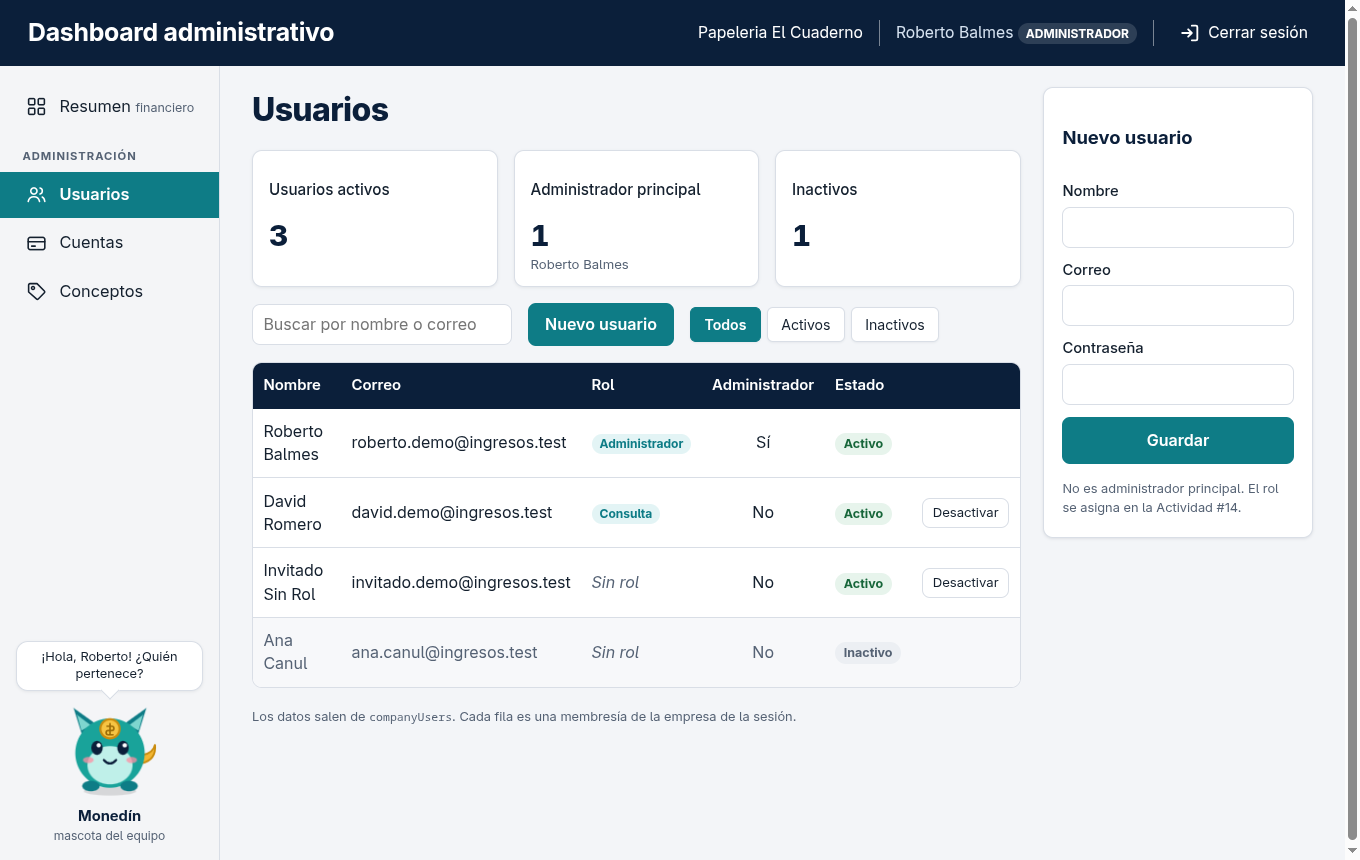 Dashboard administrativo
Papeleria El Cuaderno
Roberto Balmes ADMINISTRADOR
Cerrar sesión
Resumen financiero
ADMINISTRACIÓN
Usuarios
Cuentas
Conceptos
¡Hola, Roberto! ¿Quién
pertenece?
Monedín
mascota del equipo
Usuarios
Usuarios activos
3
Administrador principal
1
Roberto Balmes
Inactivos
1
Buscar por nombre o correo
Nuevo usuario
Todos
Activos
Inactivos
Nombre Correo Rol Administrador Estado
Roberto
Balmes
roberto.demo@ingresos.test Administrador Sí Activo
David
Romero
david.demo@ingresos.test Consulta No Activo Desactivar
Invitado
Sin Rol
invitado.demo@ingresos.test Sin rol No Activo Desactivar
Ana
Canul
ana.canul@ingresos.test Sin rol No Inactivo
Los datos salen de companyUsers. Cada fila es una membresía de la empresa de la sesión.
Nuevo usuario
Nombre
Correo
Contraseña
Guardar
No es administrador principal. El rol
se asigna en la Actividad #14.